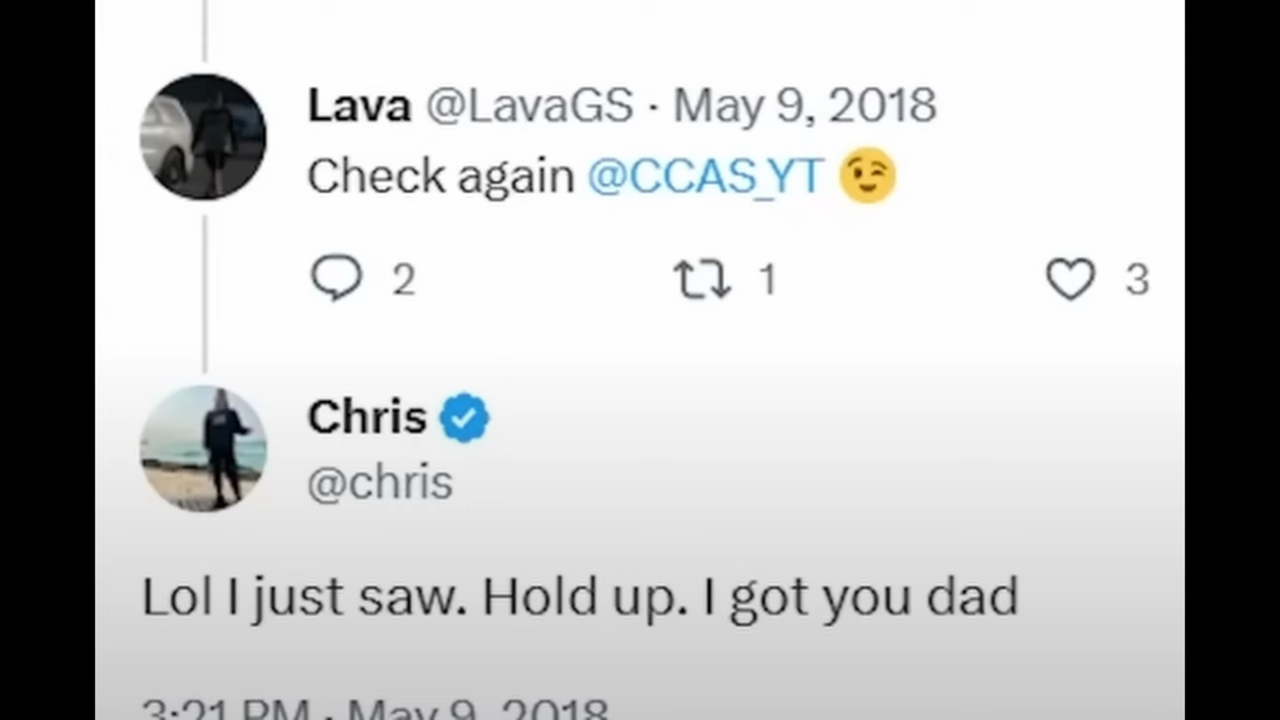 Lava @LavaGS · May 9, 2018
Check again @CCAS_YT 😉
2 1 3
Chris
@chris
Lol I just saw. Hold up. I got you dad
3:21 PM · May 9, 2018